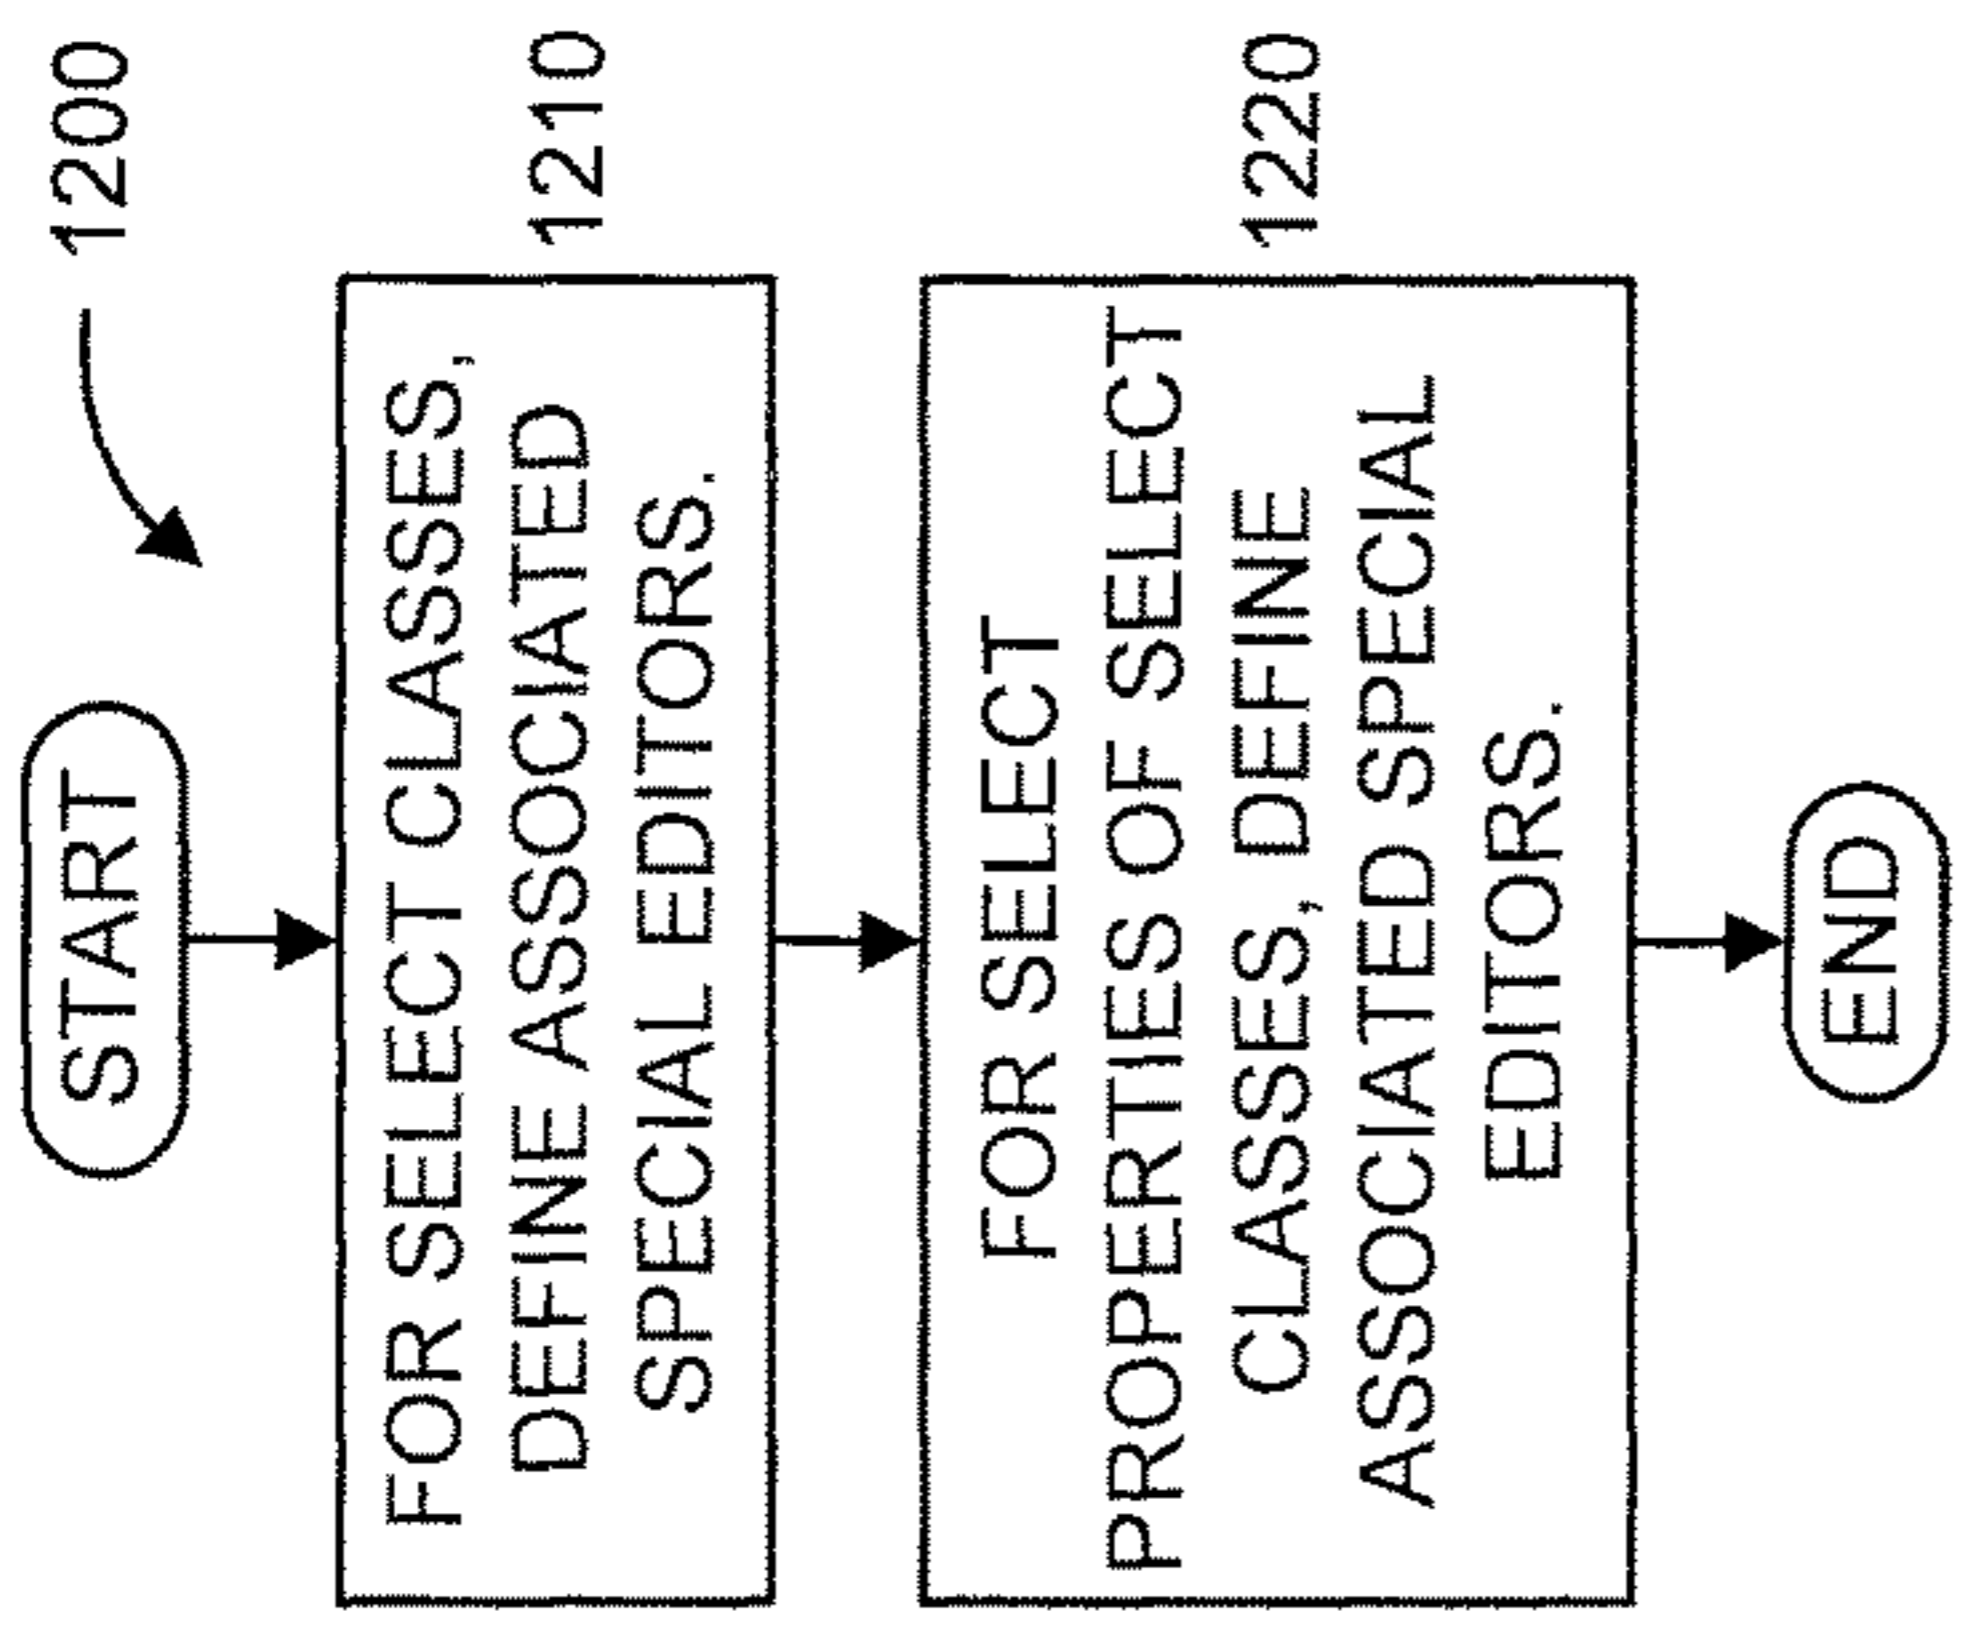 1200
START
FOR SELECT CLASSES,
DEFINE ASSOCIATED
SPECIAL EDITORS.
1210
FOR SELECT
PROPERTIES OF SELECT
CLASSES, DEFINE
ASSOCIATED SPECIAL
EDITORS.
1220
END